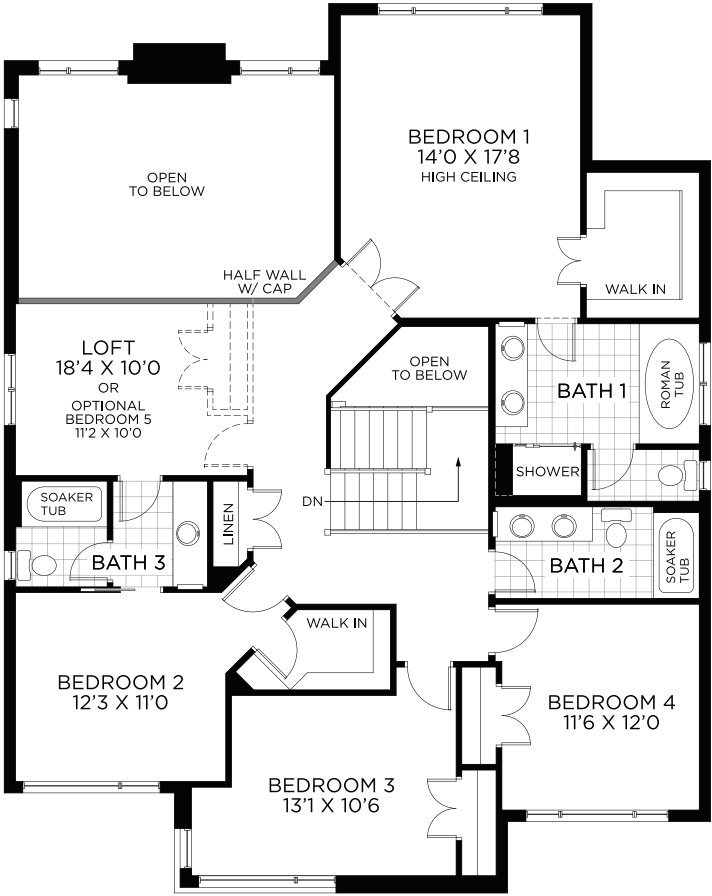 BEDROOM 1
14'0 X 17'8
HIGH CEILING
OPEN
TO BELOW
HALF WALL
W/ CAP
WALK IN
LOFT
18'4 X 10'0
OR
OPTIONAL
BEDROOM 5
11'2 X 10'0
OPEN
TO BELOW
BATH 1
ROMAN
TUB
SHOWER
SOAKER
TUB
LINEN
DN
BATH 3
BATH 2
SOAKER
TUB
WALK IN
BEDROOM 2
12'3 X 11'0
BEDROOM 4
11'6 X 12'0
BEDROOM 3
13'1 X 10'6